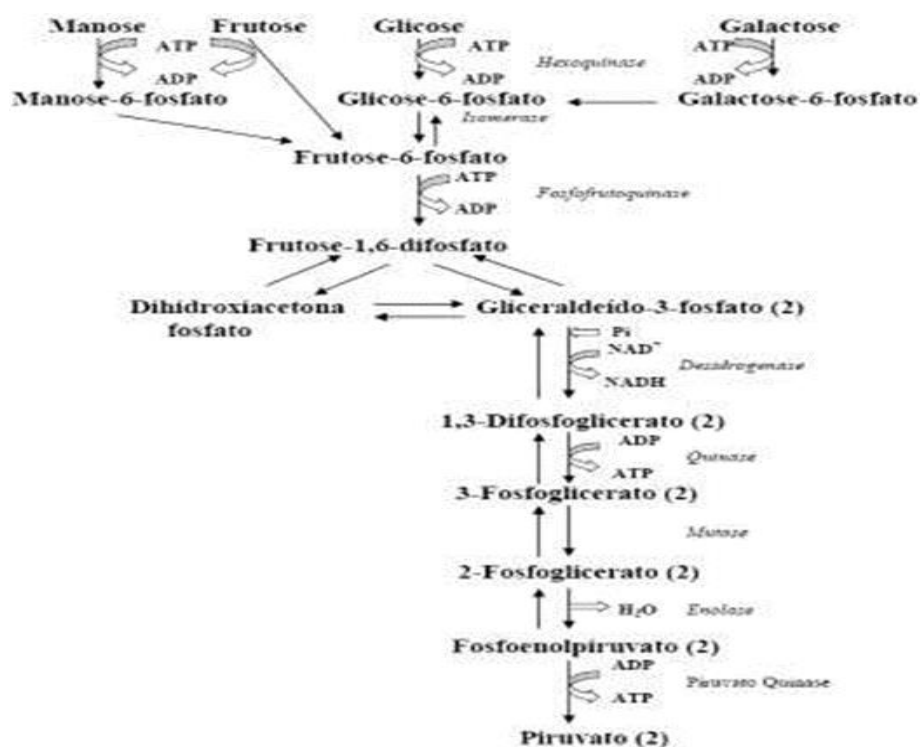 Manose Frutose Glicose Galactose
ATP ATP ATP
Hexoquinase
ADP ADP ADP
Manose-6-fosfato Glicose-6-fosfato Galactose-6-fosfato
Isomerase
Frutose-6-fosfato
ATP
Fosfofrutoquinase
ADP
Frutose-1,6-difosfato
Dihidroxiacetona fosfato
Gliceraldeído-3-fosfato (2)
Pi
NAD+
Desidrogenase
NADH
1,3-Difosfoglicerato (2)
ADP
Quinase
ATP
3-Fosfoglicerato (2)
Mutase
2-Fosfoglicerato (2)
H2O Enolase
Fosfoenolpiruvato (2)
ADP
Piruvato Quinase
ATP
Piruvato (2)